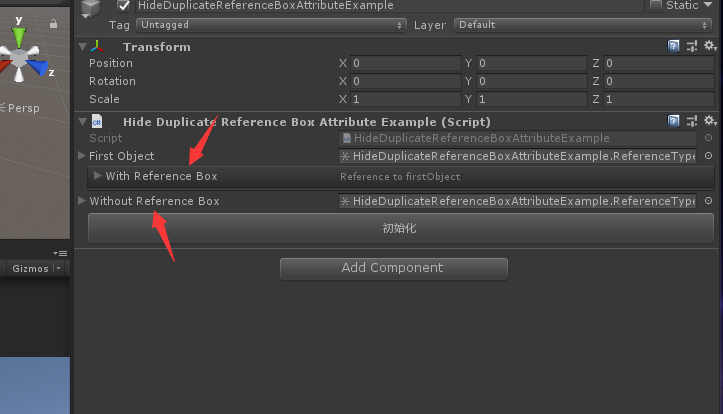 HideDuplicateReferenceBoxAttributeExample
Static
Tag Untagged Layer Default
y
z
Persp
Transform
Position X 0 Y 0 Z 0
Rotation X 0 Y 0 Z 0
Scale X 1 Y 1 Z 1
c#
Hide Duplicate Reference Box Attribute Example (Script)
Script HideDuplicateReferenceBoxAttributeExample
First Object HideDuplicateReferenceBoxAttributeExample.ReferenceType
With Reference Box Reference to firstObject
Without Reference Box HideDuplicateReferenceBoxAttributeExample.ReferenceType
初始化
Gizmos
Add Component